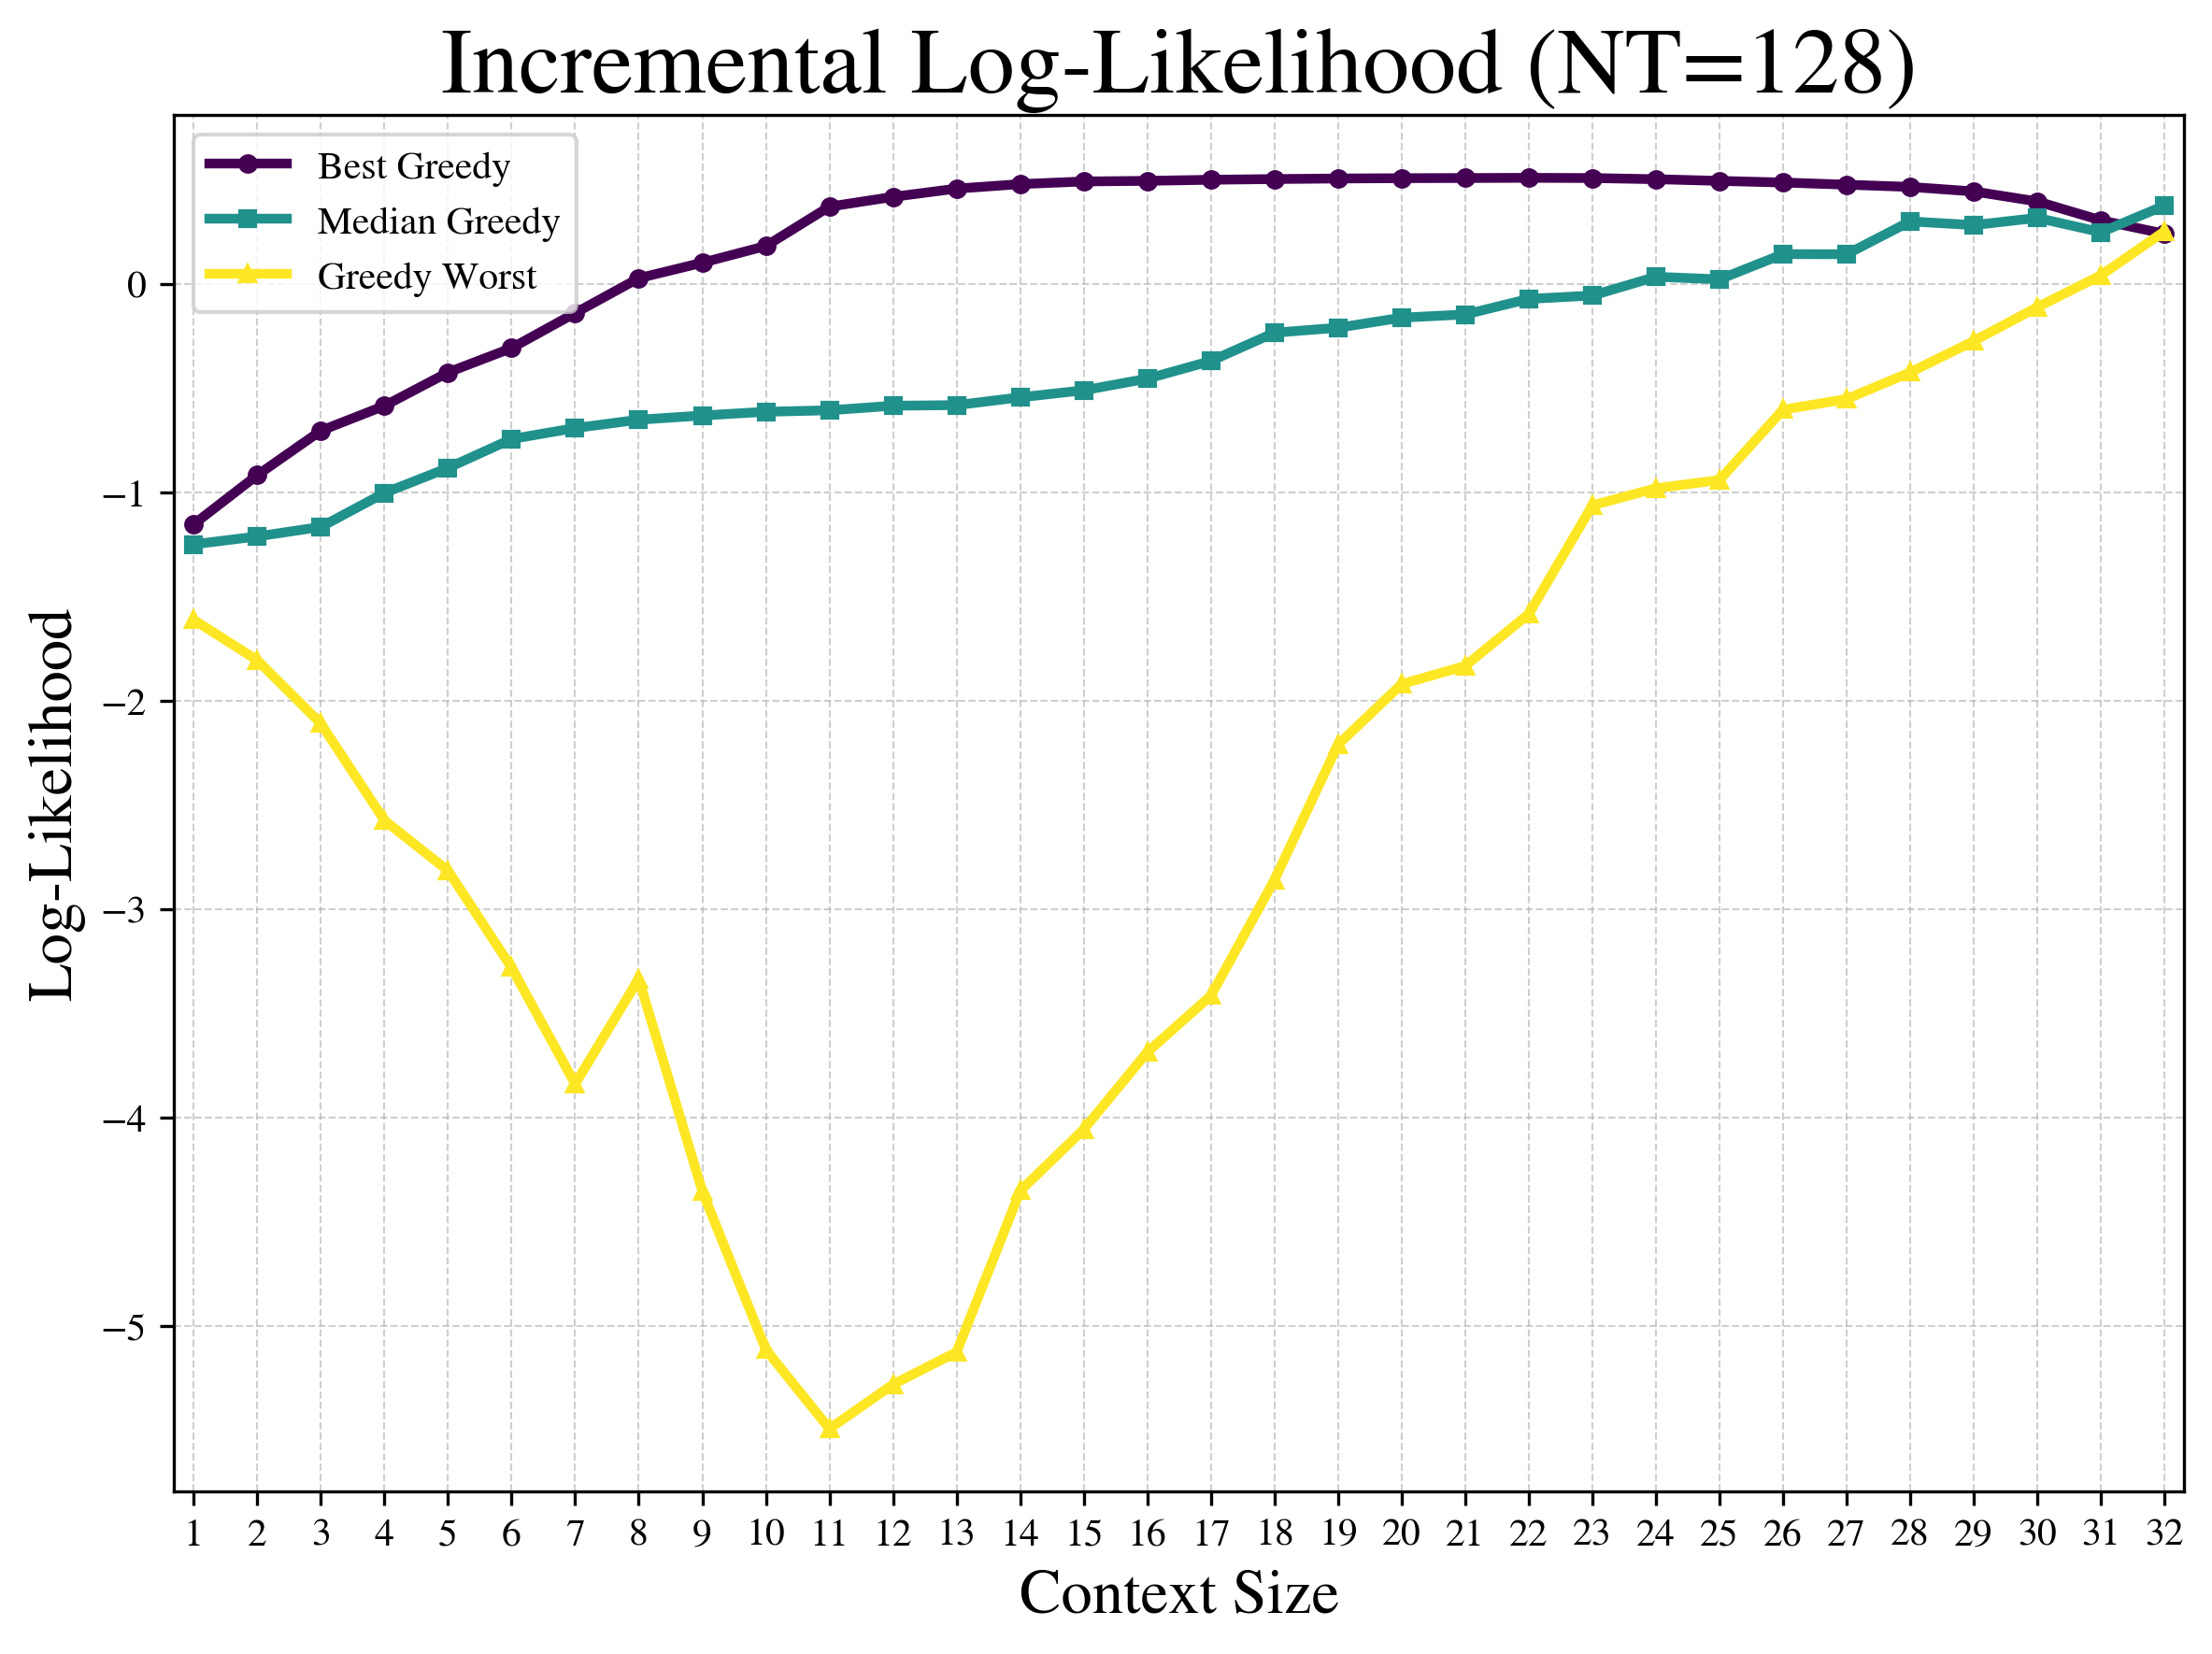 Incremental Log-Likelihood (NT=128)
Best Greedy
Median Greedy
Greedy Worst
Log-Likelihood
0
−1
−2
−3
−4
−5
1 2 3 4 5 6 7 8 9 10 11 12 13 14 15 16 17 18 19 20 21 22 23 24 25 26 27 28 29 30 31 32
Context Size